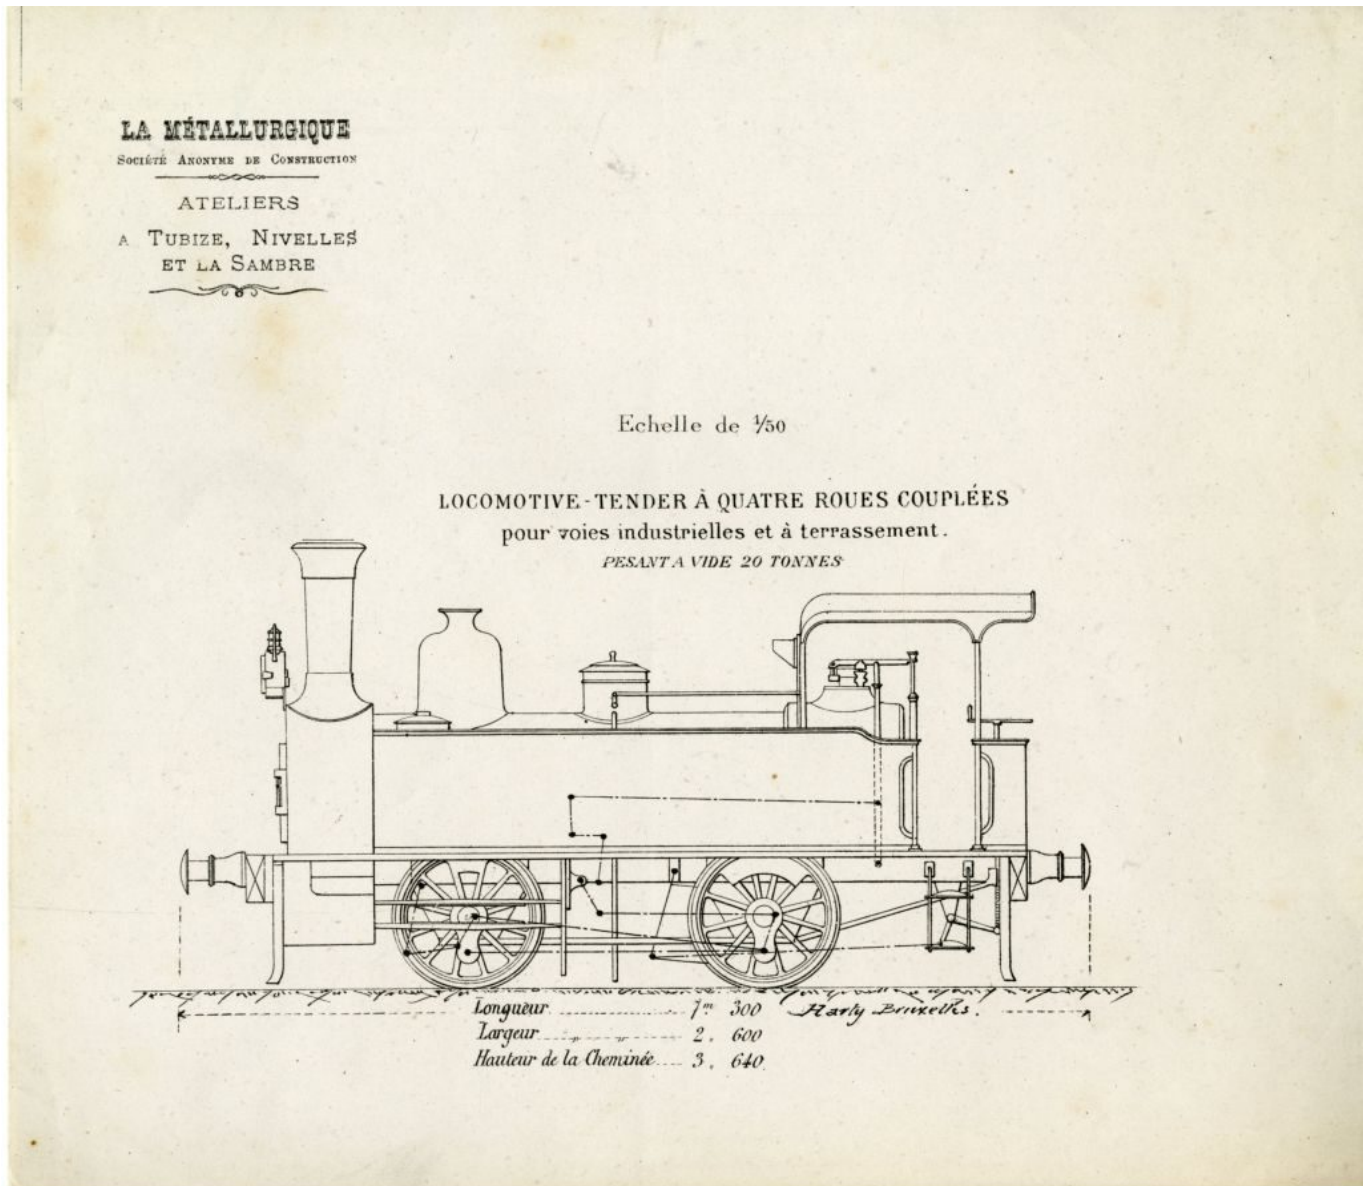 LA MÉTALLURGIQUE
SOCIÉTÉ ANONYME DE CONSTRUCTION
ATELIERS
A TUBIZE, NIVELLES
ET LA SAMBRE
Echelle de 1/50
LOCOMOTIVE-TENDER À QUATRE ROUES COUPLÉES
pour voies industrielles et à terrassement.
PESANT A VIDE 20 TONNES
Longueur ............ 7m 300
Harly Bruxelles.
Largeur ...„...„... 2, 600
Hauteur de la Cheminée .... 3, 640